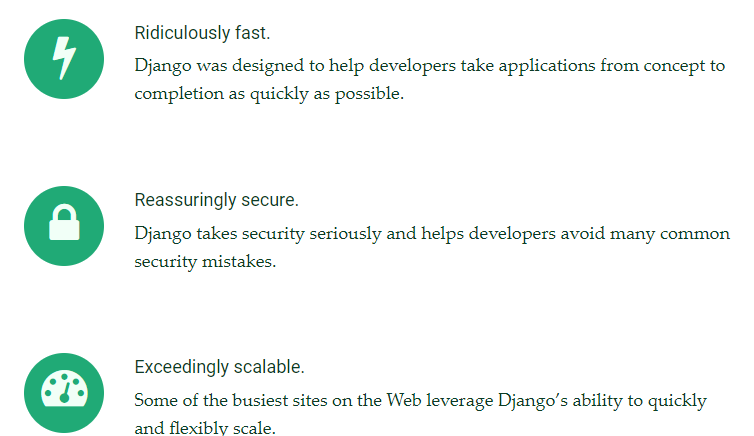 Ridiculously fast.
Django was designed to help developers take applications from concept to
completion as quickly as possible.
Reassuringly secure.
Django takes security seriously and helps developers avoid many common
security mistakes.
Exceedingly scalable.
Some of the busiest sites on the Web leverage Django’s ability to quickly
and flexibly scale.